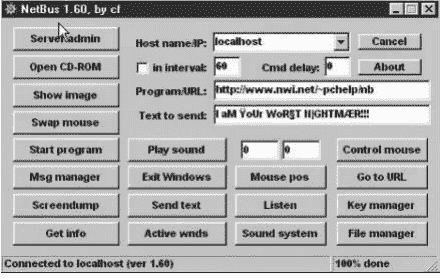 NetBus 1.60, by cf
Server admin
Host name/IP: localhost
Cancel
Open CD-ROM
in interval: 60
Cmd delay: 0
About
Show image
Program/URL: http://www.nwi.net/~pchelp/nb
Swap mouse
Text to send: I aM ŸoUr WoR§T N¡GHTMÆR!!!
Start program
Play sound
0
0
Control mouse
Msg manager
Exit Windows
Mouse pos
Go to URL
Screendump
Send text
Listen
Key manager
Get info
Active wnds
Sound system
File manager
Connected to localhost (ver 1.60)
100% done